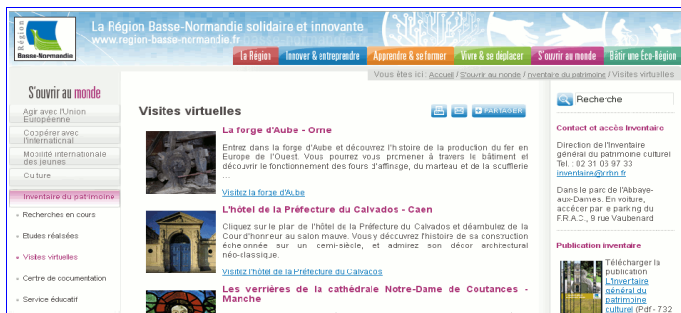 Région
Basse-Normandie
La Région Basse-Normandie solidaire et innovante
www.region-basse-normandie.fr
La Région
Innover & entreprendre
Apprendre & se former
Vivre & se déplacer
S'ouvrir au monde
Bâtir une Éco-Région
Vous êtes ici : Accueil / S'ouvrir au monde / Inventaire du patrimoine / Visites virtuelles
S'ouvrir au monde
Agir avec l'Union
Européenne
Coopérer avec
l'international
Mobilité internationale
des jeunes
Culture
Inventaire du patrimoine
Recherches en cours
Etudes réalisées
Visites virtuelles
Centre de documentation
Service éducatif
Visites virtuelles
PARTAGER
La forge d'Aube - Orne
Entrez dans la forge d'Aube et découvrez l'histoire de la production du fer en
Europe de l'Ouest. Vous pourrez vous promener à travers le bâtiment et
découvrir le fonctionnement des fours d'affinage, du marteau et de la soufflerie
...
Visitez la forge d'Aube
L'hôtel de la Préfecture du Calvados - Caen
Cliquez sur le plan de l'hôtel de la Préfecture du Calvados et déambulez de la
Cour d'honneur au salon mauve. Vous y découvrez l'histoire de sa construction
échelonnée sur un demi-siècle, et admirez son décor architectural
néo-classique.
Visitez l'hôtel de la Préfecture du Calvados
Les verrières de la cathédrale Notre-Dame de Coutances -
Manche
Recherche
Contact et accès Inventaire
Direction de l'Inventaire
général du patrimoine culturel
Tel. : 02 31 06 97 33
inventaire@crbn.fr
Dans le parc de l'Abbaye-
aux-Dames. En voiture,
accéder par le parking du
F.R.A.C., 9 rue Vaubenard
Publication inventaire
Télécharger la
publication
L'Inventaire
général du
patrimoine
culturel (Pdf - 732